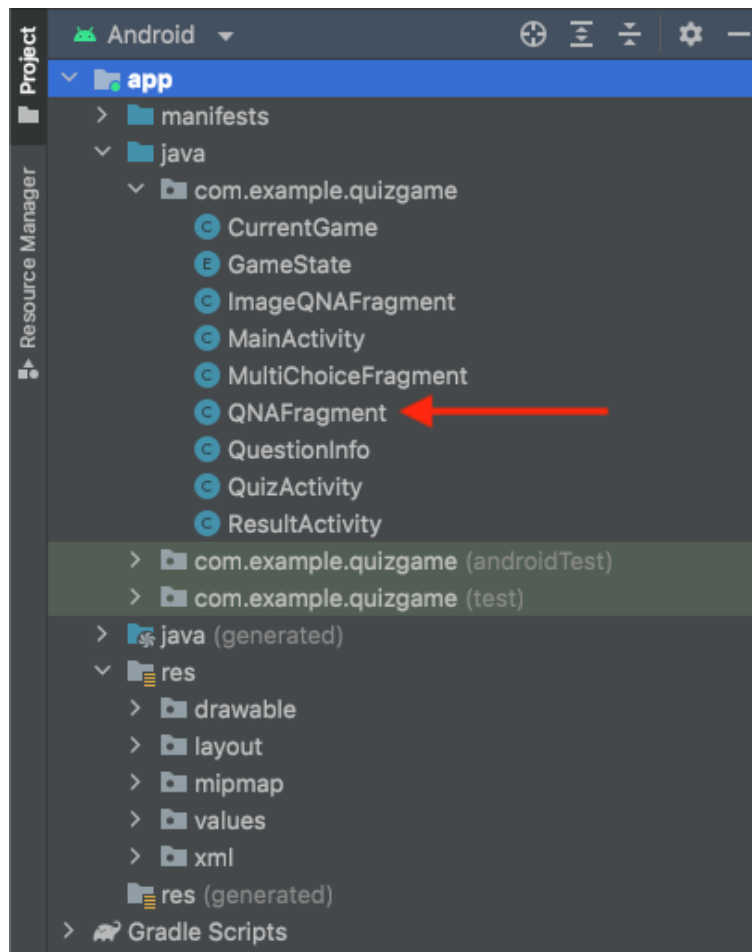 Project
Resource Manager
Android
app
manifests
java
com.example.quizgame
C CurrentGame
E GameState
C ImageQNAFragment
C MainActivity
C MultiChoiceFragment
C QNAFragment
C QuestionInfo
C QuizActivity
C ResultActivity
com.example.quizgame (androidTest)
com.example.quizgame (test)
java (generated)
res
drawable
layout
mipmap
values
xml
res (generated)
Gradle Scripts